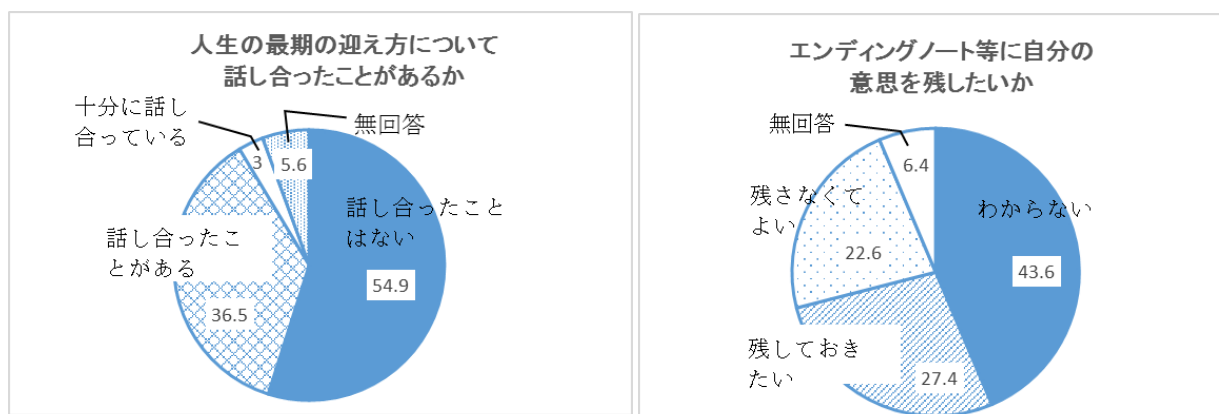 人生の最期の迎え方について
話し合ったことがあるか
十分に話し
合っている
無回答
3
5.6
話し合ったこと
はない
54.9
話し合ったこ
とがある
36.5
エンディングノート等に自分の
意思を残したいか
無回答
6.4
残さなくて
よい
22.6
わからない
43.6
残しておき
たい
27.4